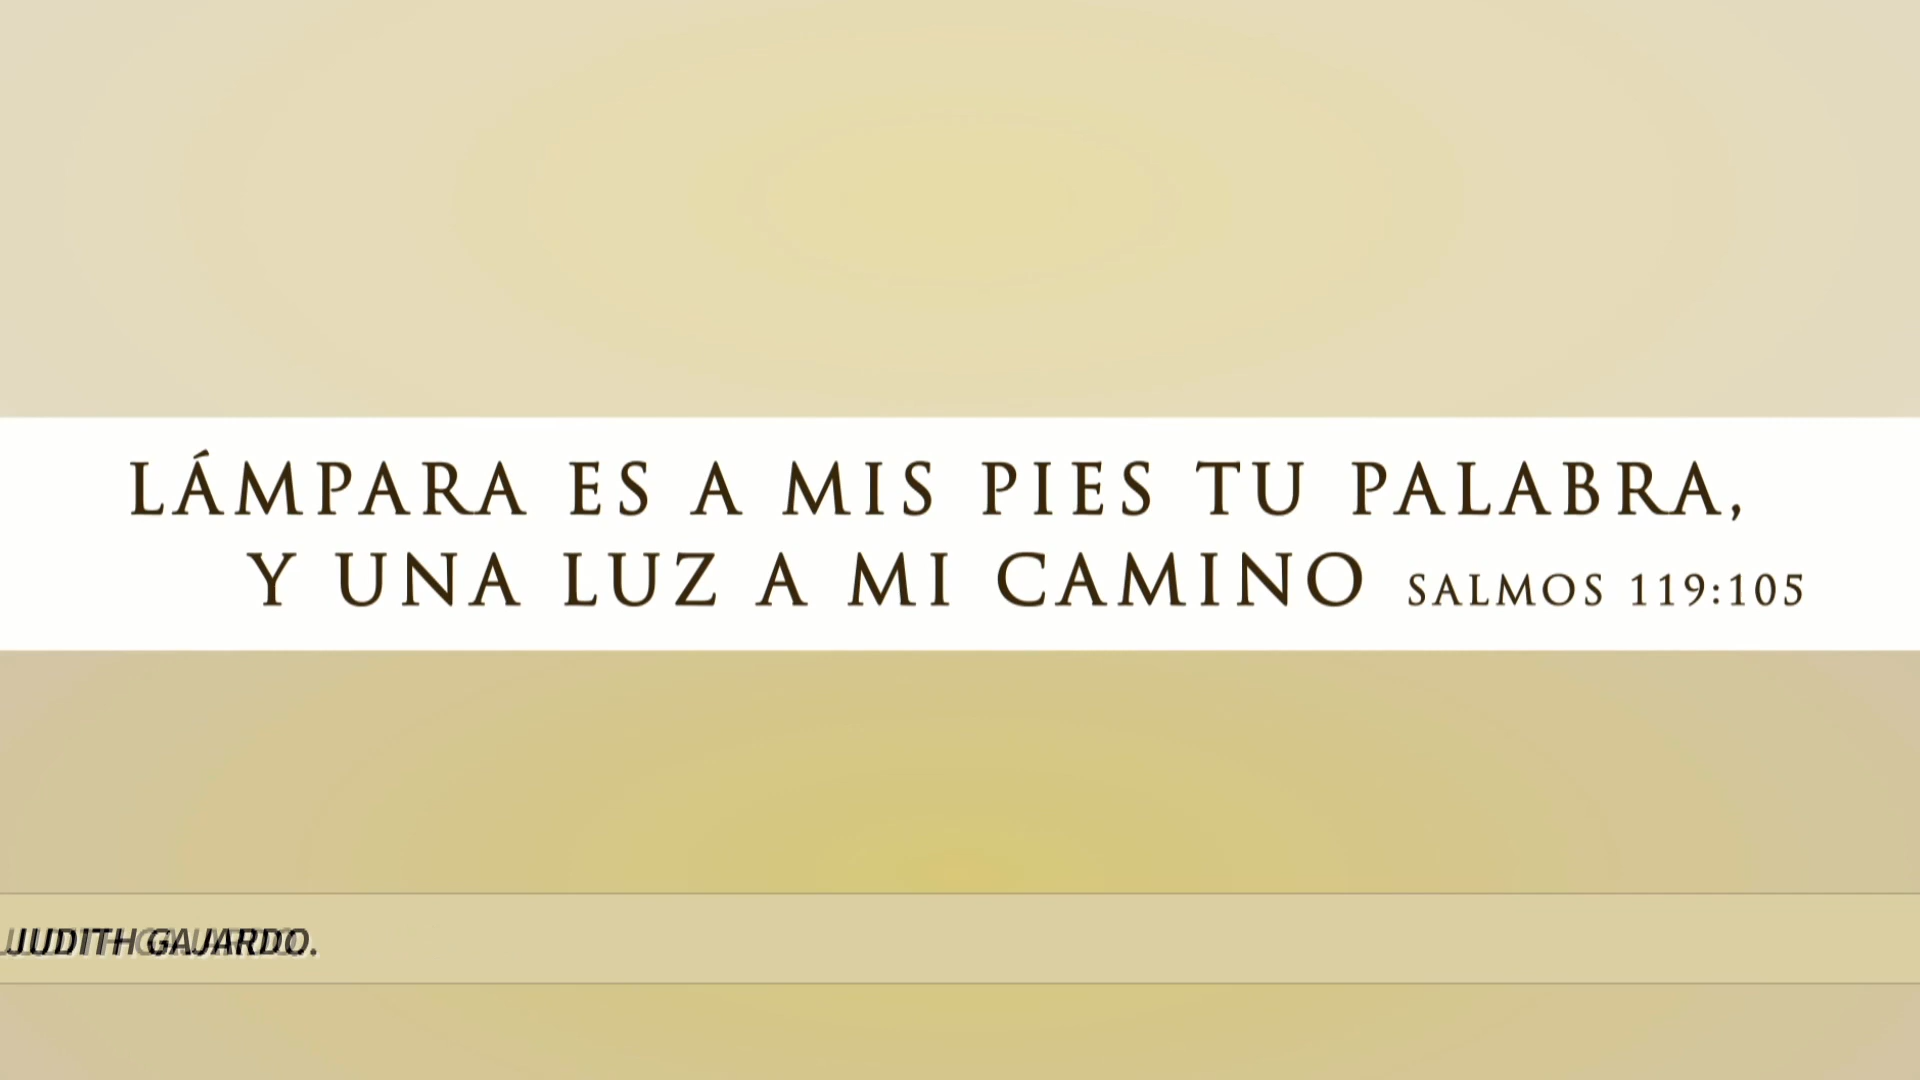 LÁMPARA ES A MIS PIES TU PALABRA,
Y UNA LUZ A MI CAMINO SALMOS 119:105
JUDITH GAJARDO.